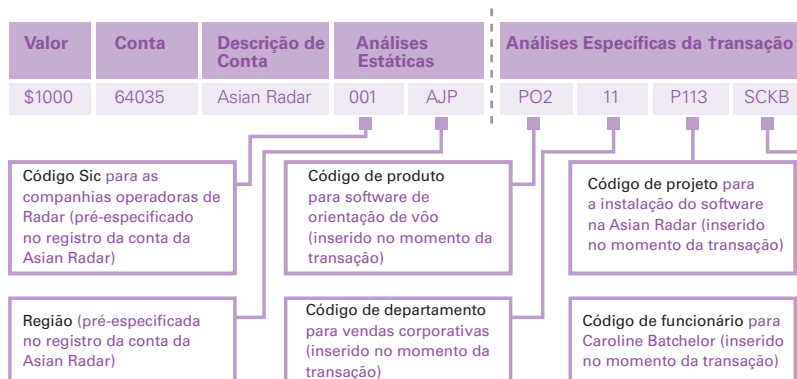 Valor Conta Descrição de Conta Análises Estáticas Análises Específicas da †ransação
$1000 64035 Asian Radar 001 AJP PO2 11 P113 SCKB
Código Sic para as
companhias operadoras de
Radar (pré-especificado
no registro da conta da
Asian Radar)
Código de produto
para software de
orientação de vôo
(inserido no momento da
transação)
Código de projeto para
a instalação do software
na Asian Radar (inserido
no momento da transação)
Região (pré-especificada
no registro da conta da
Asian Radar)
Código de departamento
para vendas corporativas
(inserido no momento da
transação)
Código de funcionário para
Caroline Batchelor (inserido
no momento da transação)